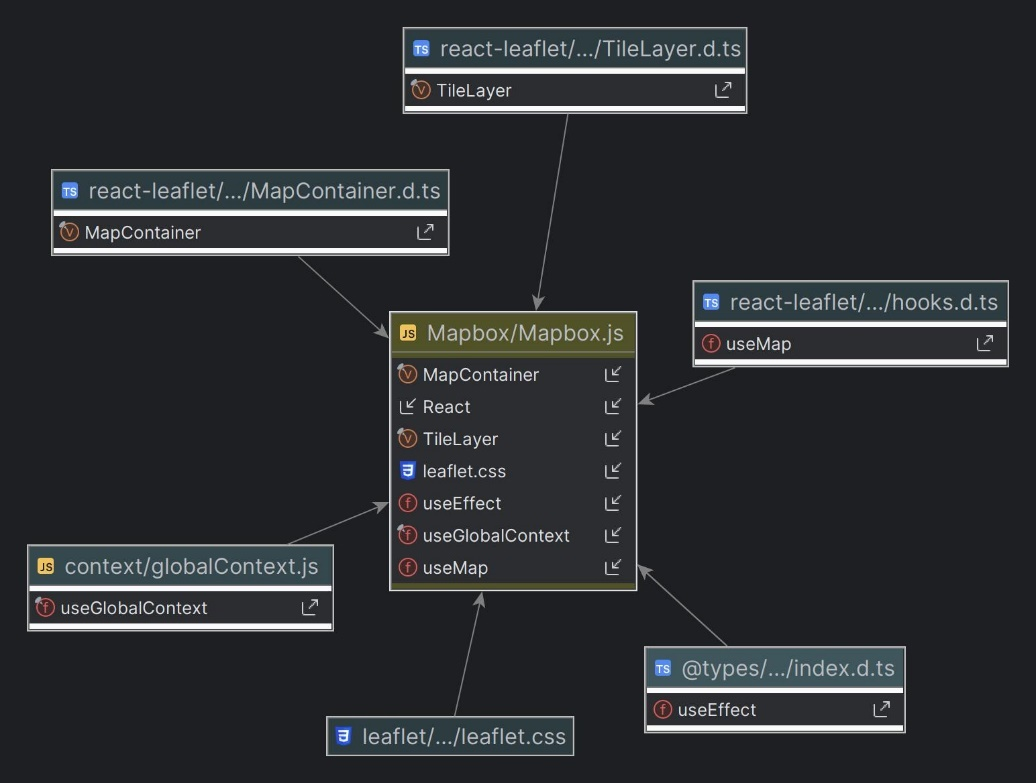 TS react-leaflet/.../TileLayer.d.ts
V TileLayer
TS react-leaflet/.../MapContainer.d.ts
V MapContainer
TS react-leaflet/.../hooks.d.ts
f useMap
JS Mapbox/Mapbox.js
V MapContainer
React
V TileLayer
leaflet.css
f useEffect
f useGlobalContext
f useMap
JS context/globalContext.js
f useGlobalContext
TS @types/.../index.d.ts
f useEffect
leaflet/.../leaflet.css